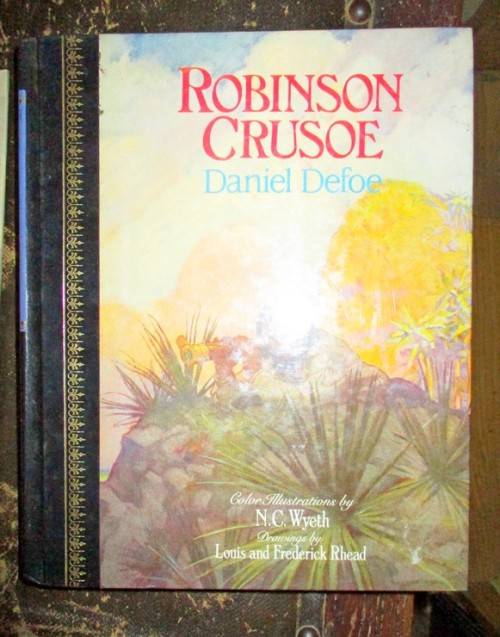 ROBINSON
CRUSOE
Daniel Defoe
Color Illustrations by
N.C. Wyeth
Drawings by
Louis and Frederick Rhead